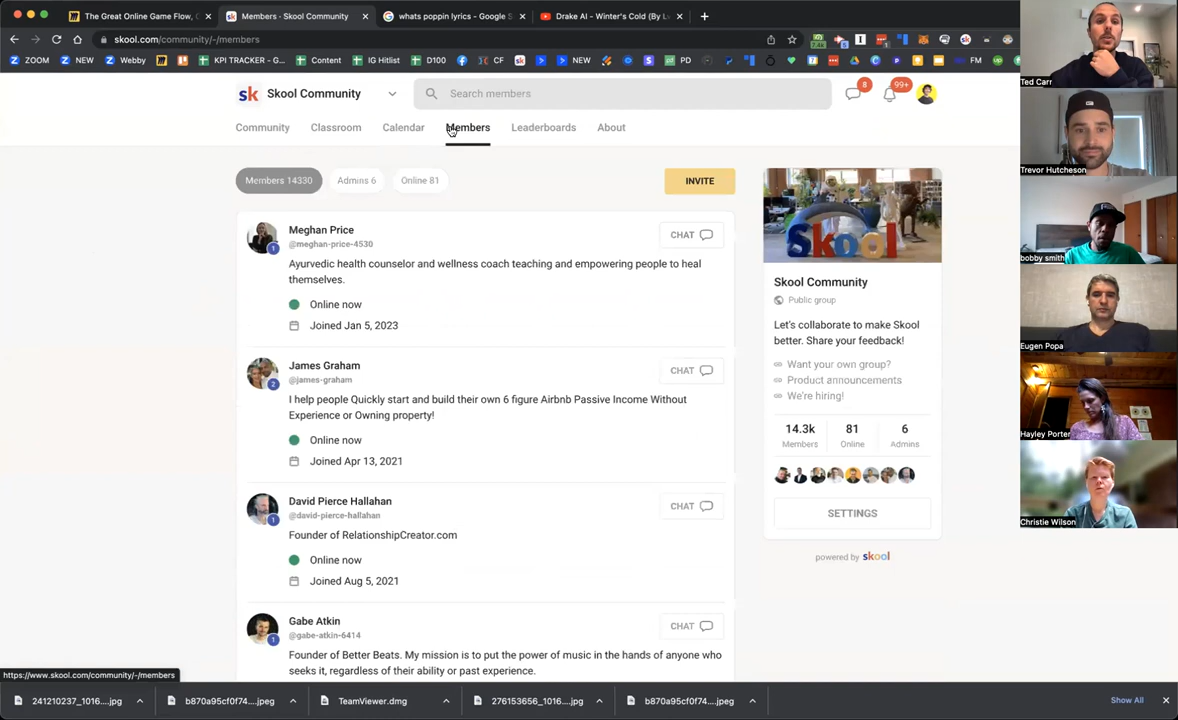 The Great Online Game Flow, C
Members - Skool Community
whats poppin lyrics - Google S
Drake AI - Winter's Cold (By Lv
skool.com/community/-/members
ZOOM
NEW
Webby
KPI TRACKER - G...
Content
IG Hitlist
D100
CF
NEW
PD
FM
sk Skool Community
Search members
8
99+
Community
Classroom
Calendar
Members
Leaderboards
About
Members 14330
Admins 6
Online 81
INVITE
Meghan Price
@meghan-price-4530
CHAT
Ayurvedic health counselor and wellness coach teaching and empowering people to heal
themselves.
Online now
Joined Jan 5, 2023
1
James Graham
@james-graham
CHAT
I help people Quickly start and build their own 6 figure Airbnb Passive Income Without
Experience or Owning property!
Online now
Joined Apr 13, 2021
2
David Pierce Hallahan
@david-pierce-hallahan
CHAT
Founder of RelationshipCreator.com
Online now
Joined Aug 5, 2021
1
Gabe Atkin
@gabe-atkin-6414
CHAT
Founder of Better Beats. My mission is to put the power of music in the hands of anyone who
seeks it, regardless of their ability or past experience.
1
Skool
Skool Community
Public group
Let's collaborate to make Skool
better. Share your feedback!
Want your own group?
Product announcements
We're hiring!
14.3k
Members
81
Online
6
Admins
SETTINGS
powered by skool
Ted Carr
Trevor Hutcheson
bobby smith
Eugen Popa
Hayley Porter
Christie Wilson
https://www.skool.com/community/-/members
241210237_1016....jpg
b870a95cf0f74....jpeg
TeamViewer.dmg
276153656_1016....jpg
b870a95cf0f74....jpeg
Show All